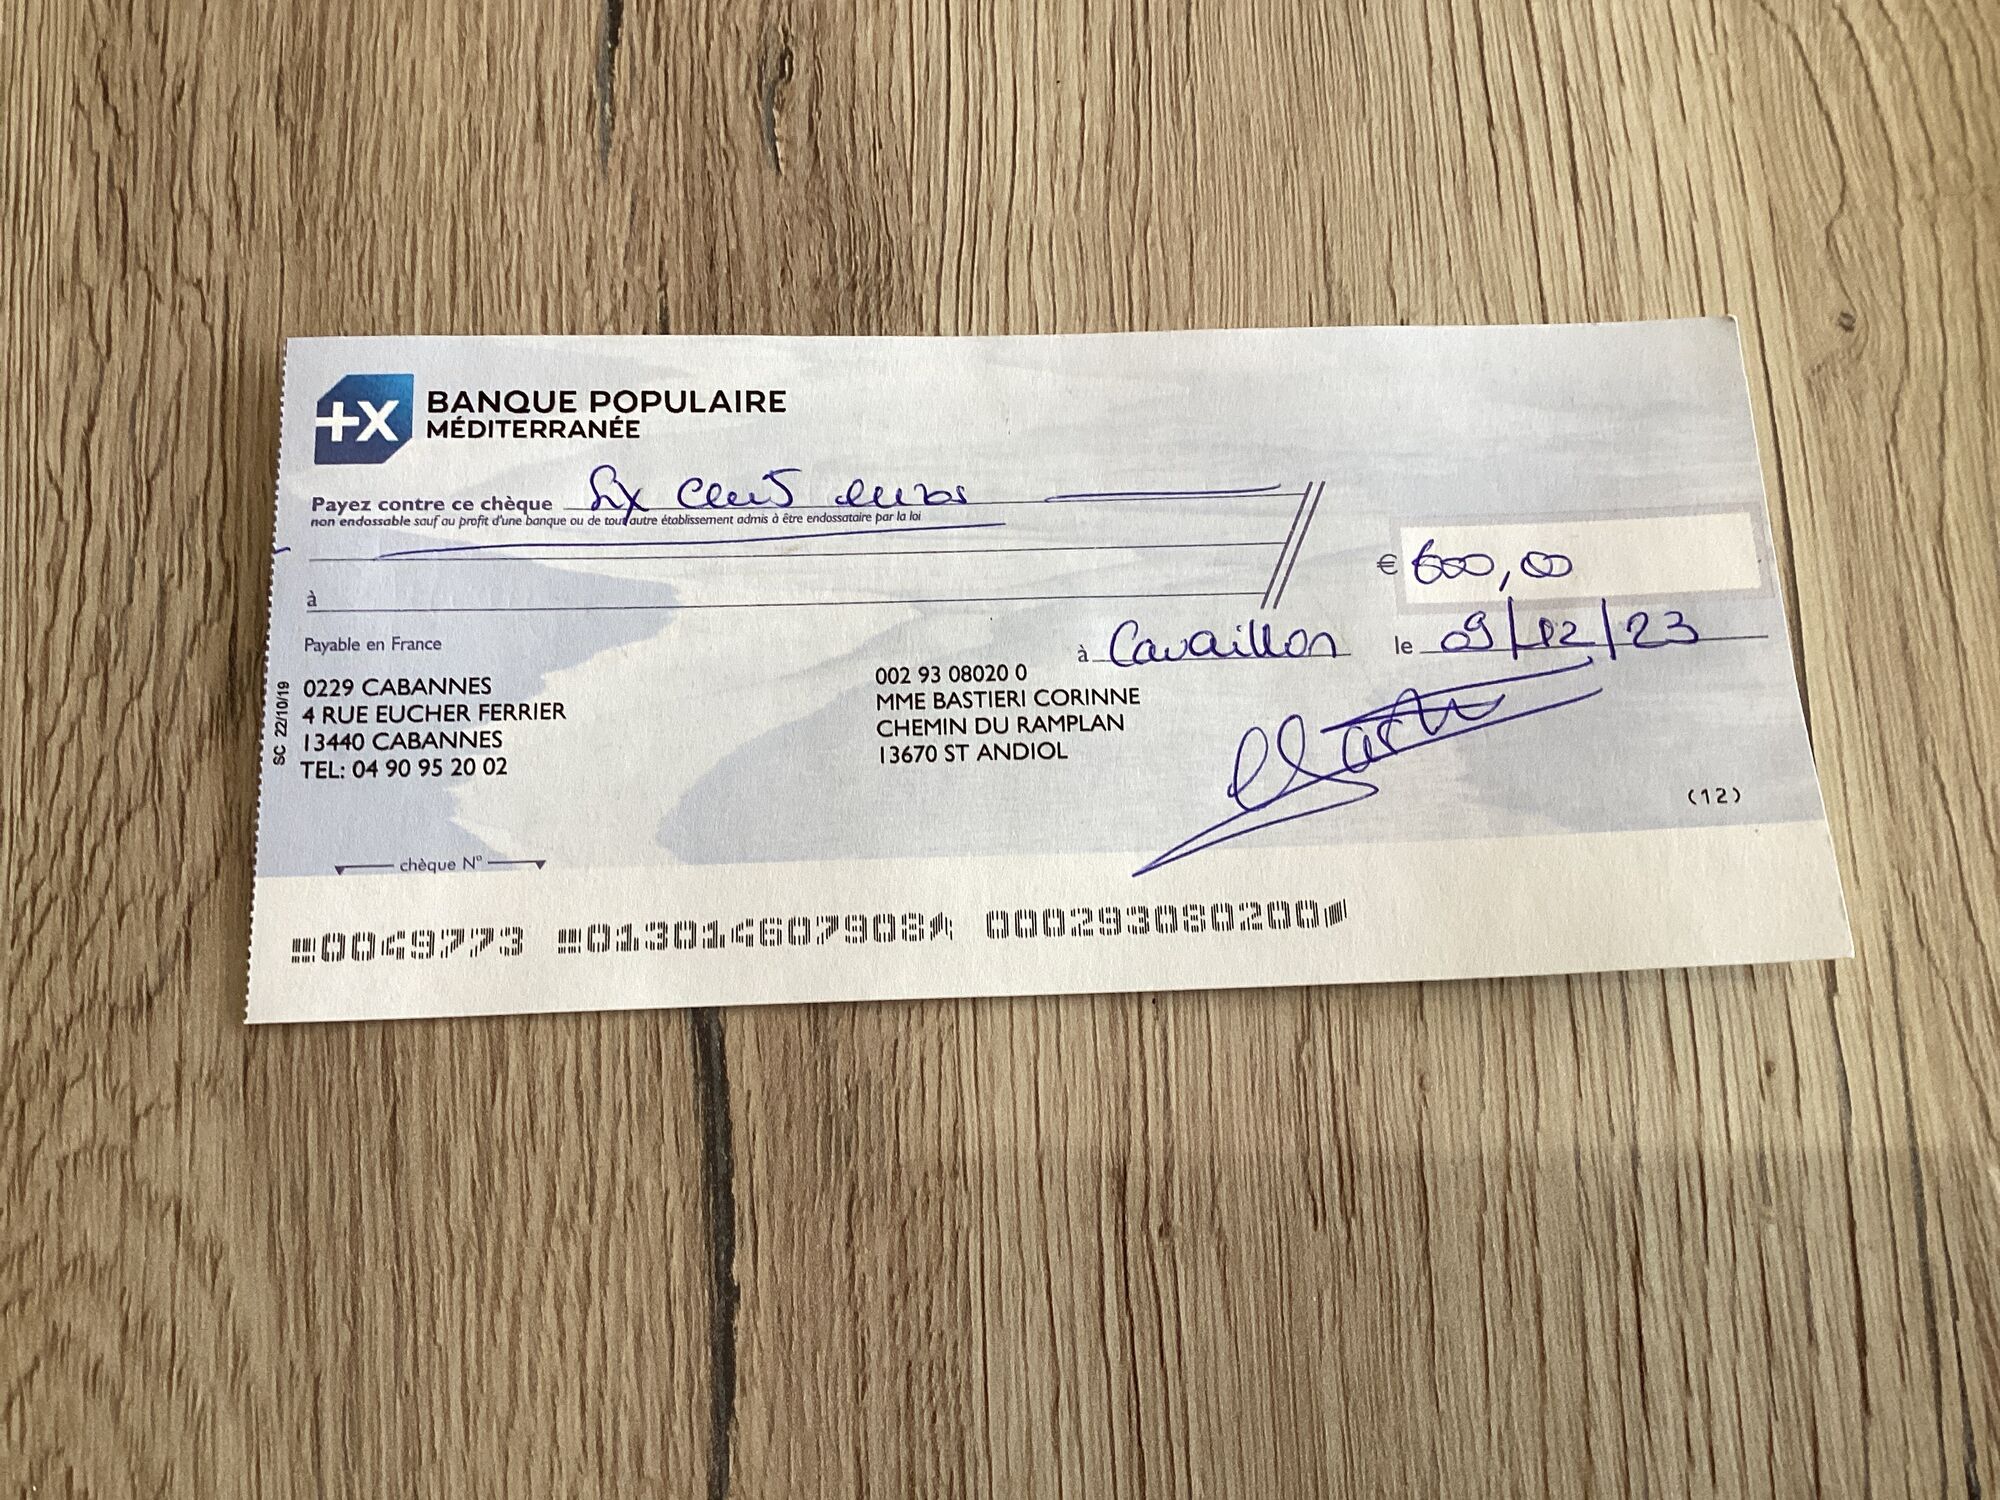 +X BANQUE POPULAIRE
MÉDITERRANÉE
Payez contre ce chèque Six cent euros
non endossable sauf au profit d'une banque ou de tout autre établissement admis à être endossataire par la loi
€ 600,00
à
à Cavaillon le 09/12/23
Payable en France
SC 22/10/19
0229 CABANNES
4 RUE EUCHER FERRIER
13440 CABANNES
TEL: 04 90 95 20 02
002 93 08020 0
MME BASTIERI CORINNE
CHEMIN DU RAMPLAN
13670 ST ANDIOL
(12)
chèque N°
0049773 013014607908 000293080200